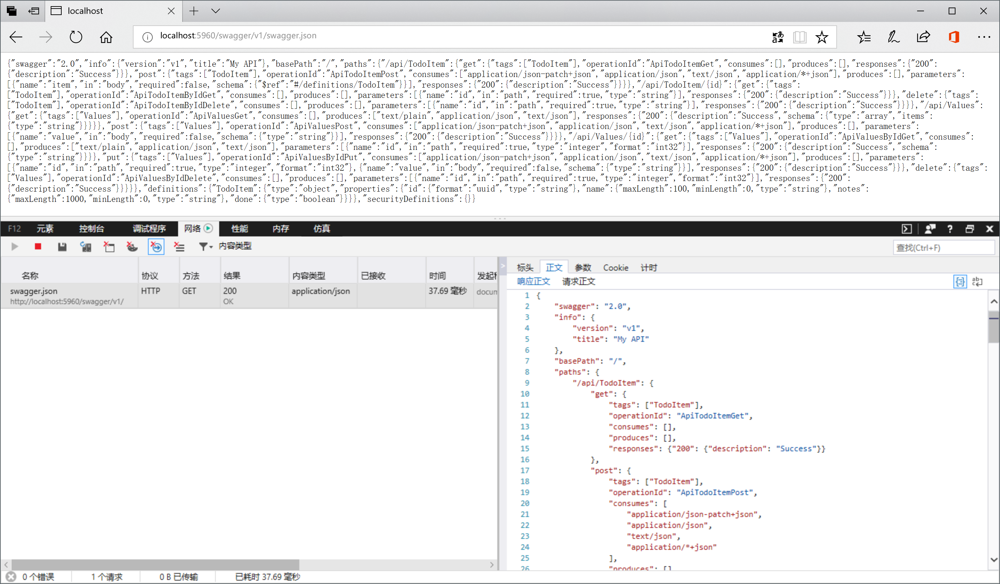 localhost
localhost:5960/swagger/v1/swagger.json
{"swagger":"2.0","info":{"version":"v1","title":"My API"},"basePath":"/","paths":{"/api/TodoItem":{"get":{"tags":["TodoItem"],"operationId":"ApiTodoItemGet","consumes":[],"produces":[],"responses":{"200":
{"description":"Success"}}},"post":{"tags":["TodoItem"],"operationId":"ApiTodoItemPost","consumes":["application/json-patch+json","application/json","text/json","application/*+json"],"produces":[],"parameters":
[{"name":"item","in":"body","required":false,"schema":{"$ref":"#/definitions/TodoItem"}}],"responses":{"200":{"description":"Success"}}}},"/api/TodoItem/{id}":{"get":{"tags":
["TodoItem"],"operationId":"ApiTodoItemByIdGet","consumes":[],"produces":[],"parameters":[{"name":"id","in":"path","required":true,"type":"string"}],"responses":{"200":{"description":"Success"}}},"delete":{"tags":
["TodoItem"],"operationId":"ApiTodoItemByIdDelete","consumes":[],"produces":[],"parameters":[{"name":"id","in":"path","required":true,"type":"string"}],"responses":{"200":{"description":"Success"}}}},"/api/Values":
{"get":{"tags":["Values"],"operationId":"ApiValuesGet","consumes":[],"produces":["text/plain","application/json","text/json"],"responses":{"200":{"description":"Success","schema":{"type":"array","items":
{"type":"string"}}}}},"post":{"tags":["Values"],"operationId":"ApiValuesPost","consumes":["application/json-patch+json","application/json","text/json","application/*+json"],"produces":[],"parameters":
[{"name":"value","in":"body","required":false,"schema":{"type":"string"}}],"responses":{"200":{"description":"Success"}}}},"/api/Values/{id}":{"get":{"tags":["Values"],"operationId":"ApiValuesByIdGet","consumes":
[],"produces":["text/plain","application/json","text/json"],"parameters":[{"name":"id","in":"path","required":true,"type":"integer","format":"int32"}],"responses":{"200":{"description":"Success","schema":
{"type":"string"}}}},"put":{"tags":["Values"],"operationId":"ApiValuesByIdPut","consumes":["application/json-patch+json","application/json","text/json","application/*+json"],"produces":[],"parameters":
[{"name":"id","in":"path","required":true,"type":"integer","format":"int32"},{"name":"value","in":"body","required":false,"schema":{"type":"string"}}],"responses":{"200":{"description":"Success"}}},"delete":{"tags":
["Values"],"operationId":"ApiValuesByIdDelete","consumes":[],"produces":[],"parameters":[{"name":"id","in":"path","required":true,"type":"integer","format":"int32"}],"responses":{"200":
{"description":"Success"}}}}},"definitions":{"TodoItem":{"type":"object","properties":{"id":{"format":"uuid","type":"string"},"name":{"maxLength":100,"minLength":0,"type":"string"},"notes":
{"maxLength":1000,"minLength":0,"type":"string"},"done":{"type":"boolean"}}}},"securityDefinitions":{}}
F12 元素 控制台 调试程序 网络 性能 内存 仿真
内容类型 查找(Ctrl+F)
名称 协议 方法 结果 内容类型 已接收 时间 发起
swagger.json HTTP GET 200 application/json 37.69 毫秒 docum
http://localhost:5960/swagger/v1/ OK
标头 正文 参数 Cookie 计时
响应正文 请求正文
1 {
2 "swagger": "2.0",
3 "info": {
4 "version": "v1",
5 "title": "My API"
6 },
7 "basePath": "/",
8 "paths": {
9 "/api/TodoItem": {
10 "get": {
11 "tags": ["TodoItem"],
12 "operationId": "ApiTodoItemGet",
13 "consumes": [],
14 "produces": [],
15 "responses": {"200": {"description": "Success"}}
16 },
17 "post": {
18 "tags": ["TodoItem"],
19 "operationId": "ApiTodoItemPost",
20 "consumes": [
21 "application/json-patch+json",
22 "application/json",
23 "text/json",
24 "application/*+json"
25 ],
26 "produces": []
0 个错误 1 个请求 0 B 已传输 已耗时 37.69 毫秒